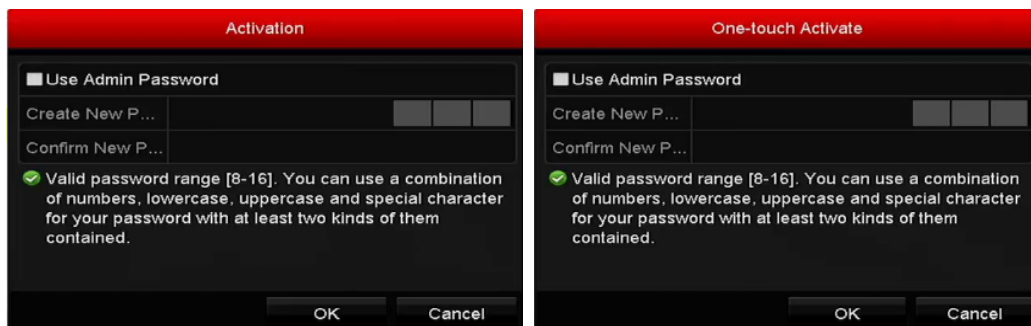 Activation
Use Admin Password
Create New P...
Confirm New P...
Valid password range [8-16]. You can use a combination
of numbers, lowercase, uppercase and special character
for your password with at least two kinds of them
contained.
OK
Cancel
One-touch Activate
Use Admin Password
Create New P...
Confirm New P...
Valid password range [8-16]. You can use a combination
of numbers, lowercase, uppercase and special character
for your password with at least two kinds of them
contained.
OK
Cancel